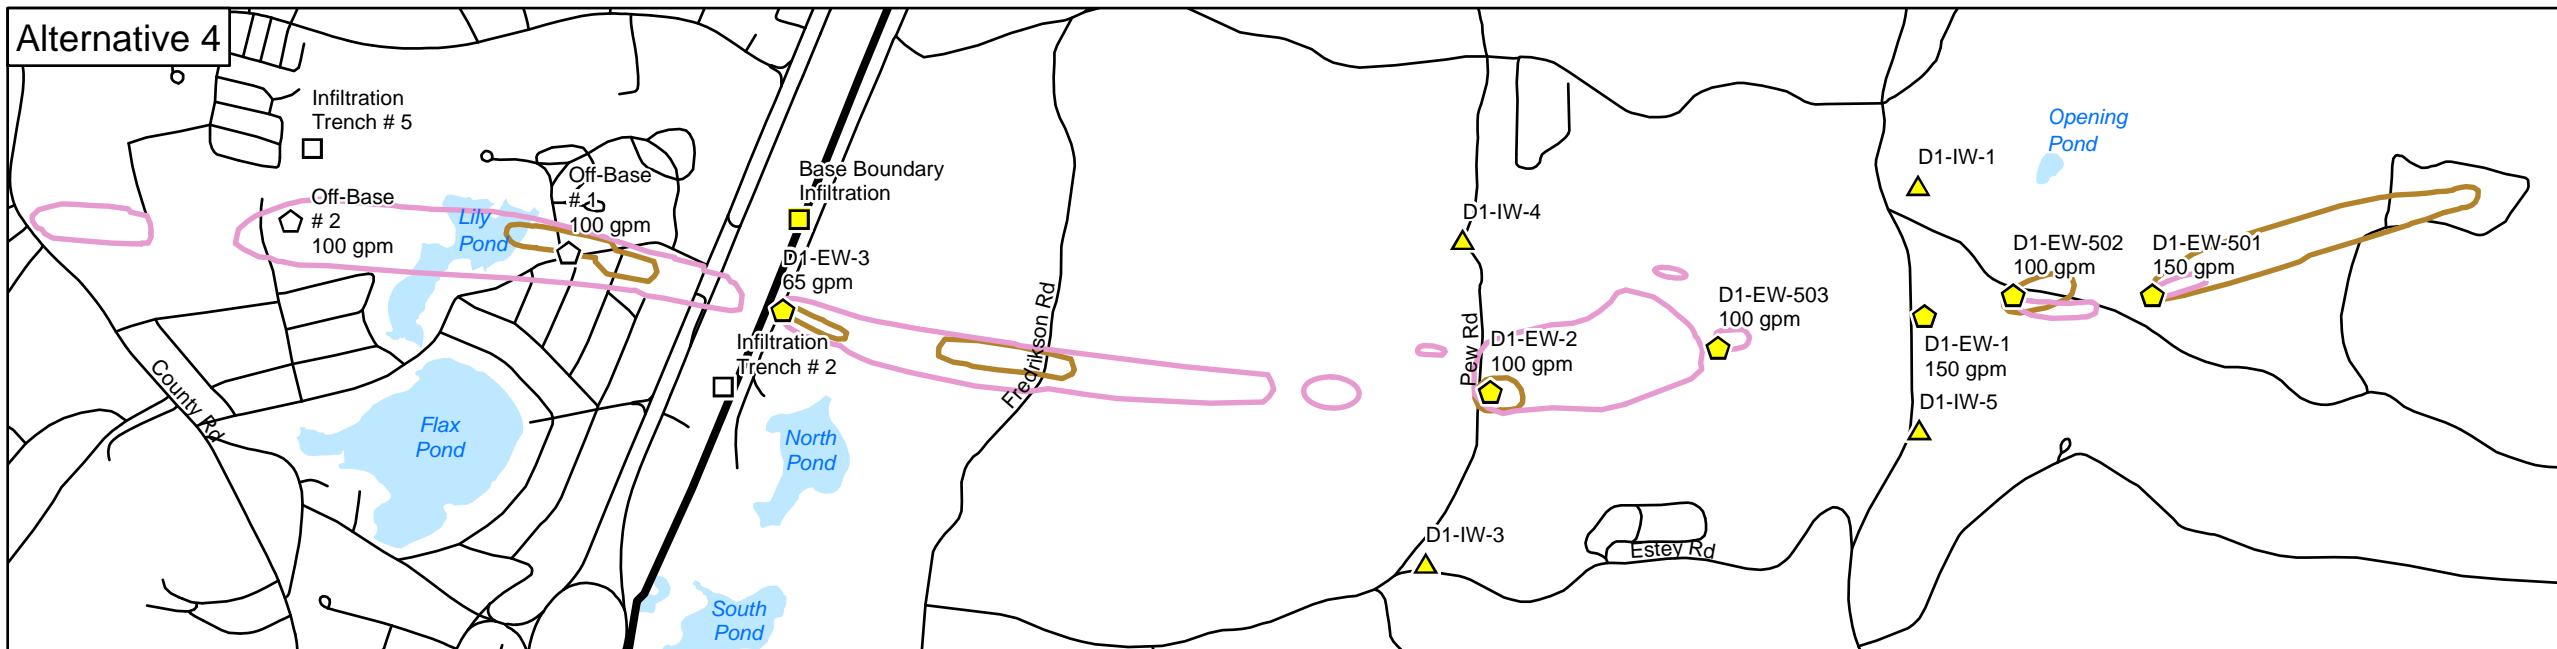 Alternative 4
Infiltration
Trench # 5
Off-Base
# 2
100 gpm
Lily
Pond
Off-Base
# 1
100 gpm
Base Boundary
Infiltration
D1-EW-3
65 gpm
Infiltration
Trench # 2
County Rd
Flax
Pond
North
Pond
South
Pond
Fredrikson Rd
D1-IW-4
Pew Rd
D1-EW-2
100 gpm
D1-IW-3
Estey Rd
D1-EW-503
100 gpm
D1-IW-1
Opening
Pond
D1-EW-502
100 gpm
D1-EW-501
150 gpm
D1-EW-1
150 gpm
D1-IW-5